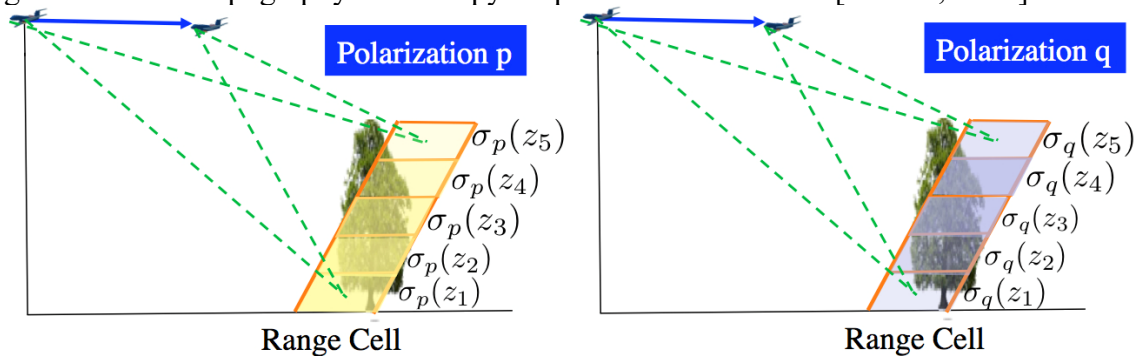 Polarization p
σ_p(z_5)
σ_p(z_4)
σ_p(z_3)
σ_p(z_2)
σ_p(z_1)
Range Cell
Polarization q
σ_q(z_5)
σ_q(z_4)
σ_q(z_3)
σ_q(z_2)
σ_q(z_1)
Range Cell